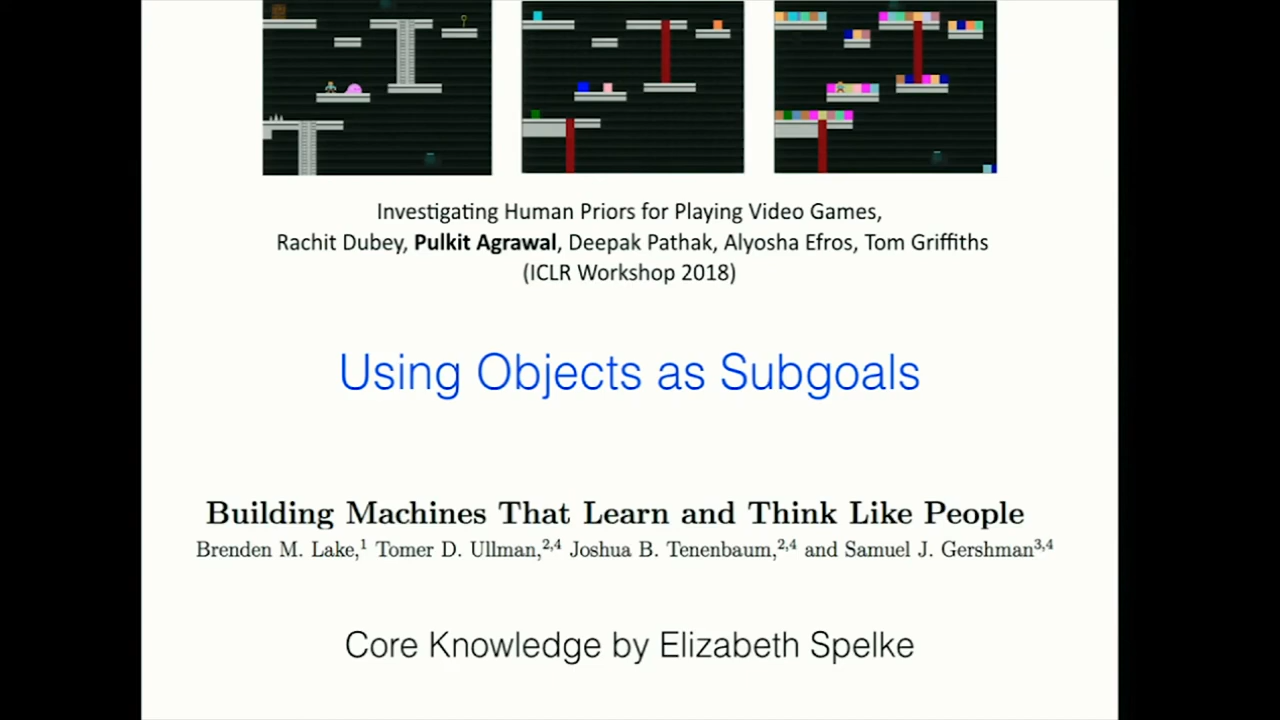 Investigating Human Priors for Playing Video Games,
Rachit Dubey, Pulkit Agrawal, Deepak Pathak, Alyosha Efros, Tom Griffiths
(ICLR Workshop 2018)
Using Objects as Subgoals
Building Machines That Learn and Think Like People
Brenden M. Lake,¹ Tomer D. Ullman,²,⁴ Joshua B. Tenenbaum,²,⁴ and Samuel J. Gershman³,⁴
Core Knowledge by Elizabeth Spelke